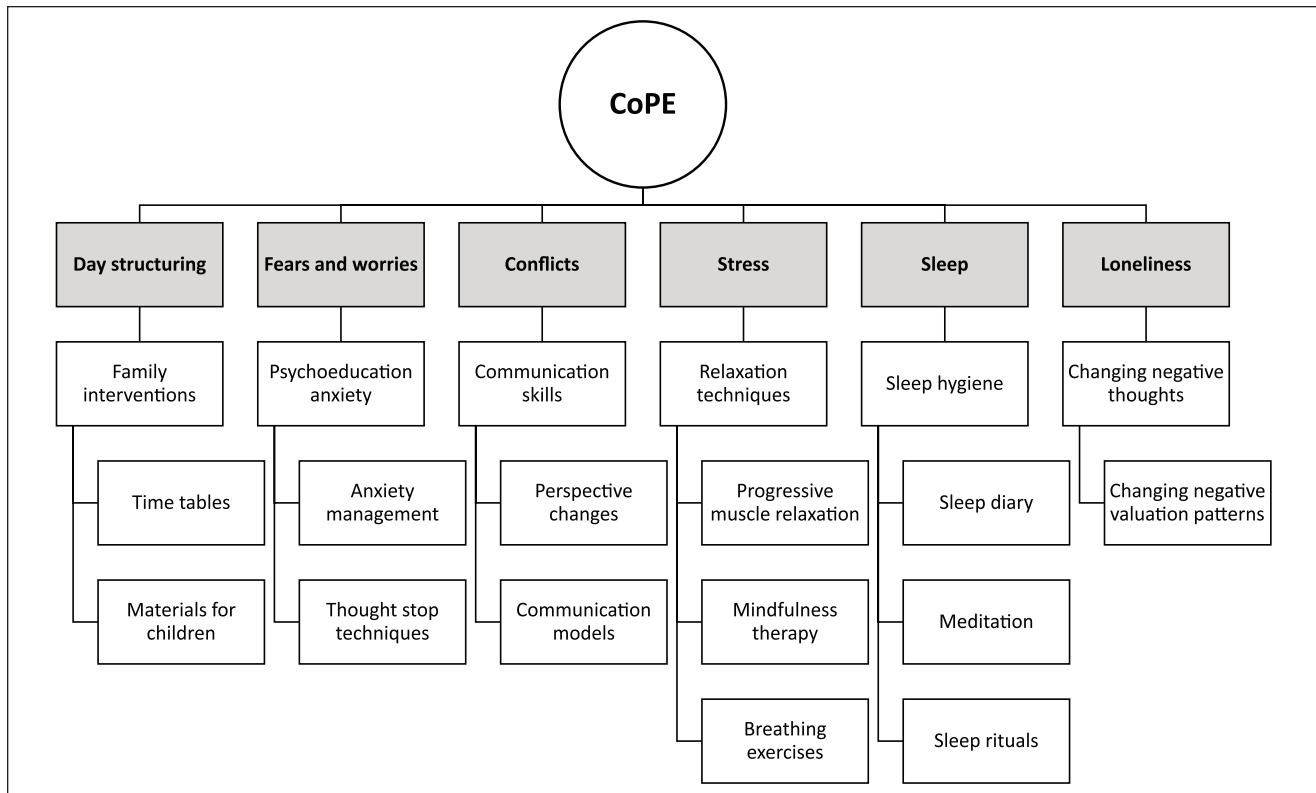 CoPE
Day structuring
Fears and worries
Conflicts
Stress
Sleep
Loneliness
Family
interventions
Psychoeducation
anxiety
Communication
skills
Relaxation
techniques
Sleep hygiene
Changing negative
thoughts
Time tables
Anxiety
management
Perspective
changes
Progressive
muscle relaxation
Sleep diary
Changing negative
valuation patterns
Materials for
children
Thought stop
techniques
Communication
models
Mindfulness
therapy
Meditation
Breathing
exercises
Sleep rituals